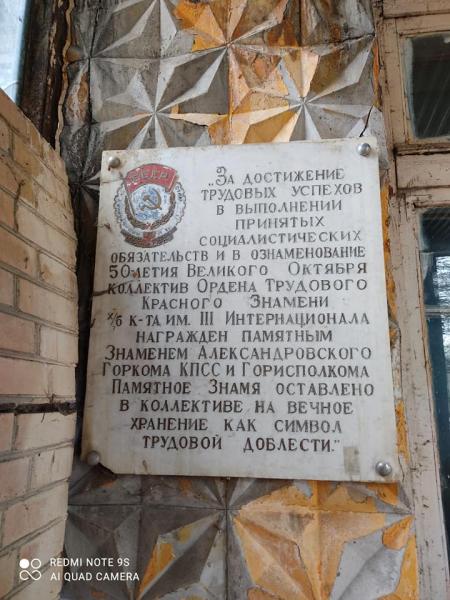 СССР
„За достижение
трудовых успехов
в выполнении
принятых
социалистических
обязательств и в ознаменование
50-летия Великого Октября
коллектив Ордена Трудового
Красного Знамени
х/б к-та им. III Интернационала
награжден памятным
Знаменем Александровского
Горкома КПСС и Горисполкома
Памятное Знамя оставлено
в коллективе на вечное
хранение как символ
трудовой доблести."
REDMI NOTE 9S
AI QUAD CAMERA